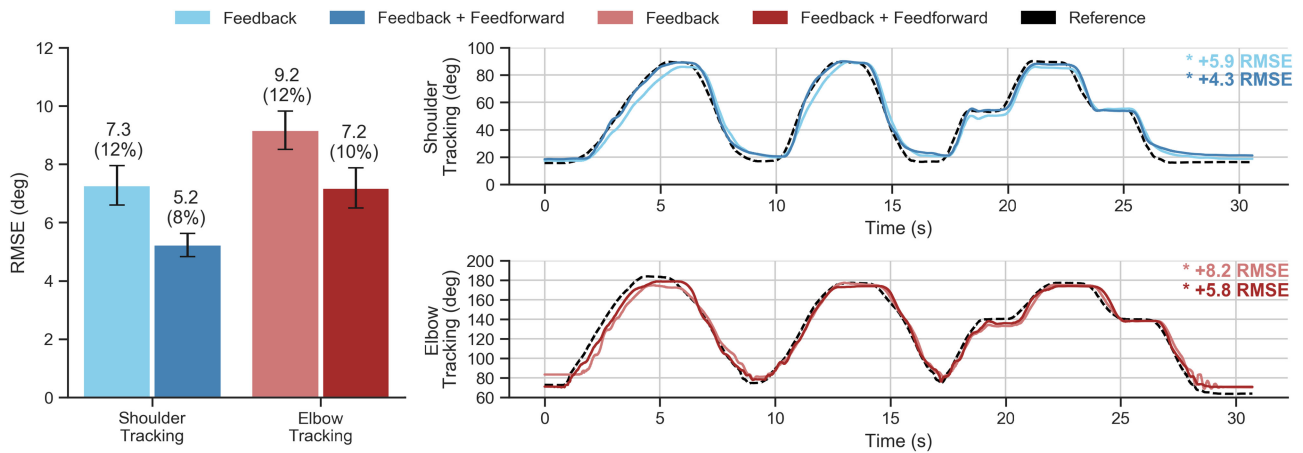 Feedback Feedback + Feedforward Feedback Feedback + Feedforward Reference
12
10
8
6
4
2
0
RMSE (deg)
7.3
(12%)
5.2
(8%)
9.2
(12%)
7.2
(10%)
Shoulder
Tracking
Elbow
Tracking
100
80
60
40
20
0
Shoulder
Tracking (deg)
* +5.9 RMSE
* +4.3 RMSE
0 5 10 15 20 25 30
Time (s)
200
180
160
140
120
100
80
60
Elbow
Tracking (deg)
* +8.2 RMSE
* +5.8 RMSE
0 5 10 15 20 25 30
Time (s)